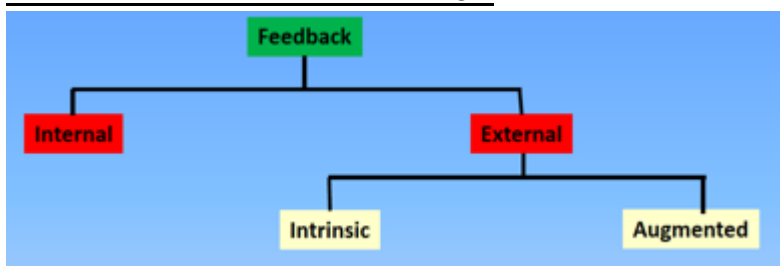 Feedback
Internal
External
Intrinsic
Augmented